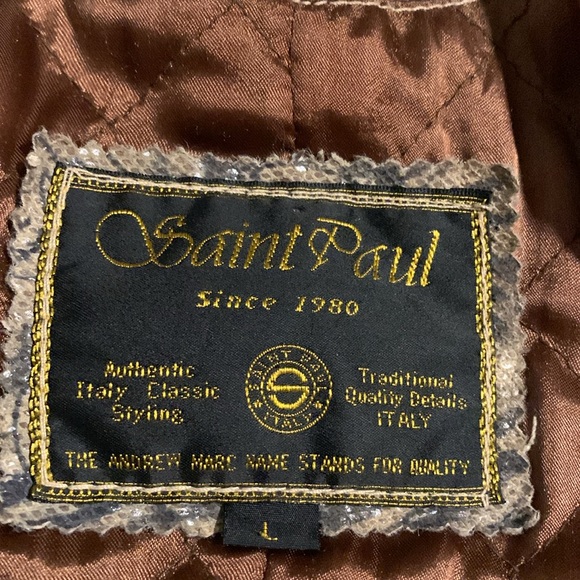 Saint Paul
Since 1980
Authentic
Italy Classic
Styling
SAINT PAUL
S
ITALY
Traditional
Quality Details
ITALY
THE ANDREW MARC NAME STANDS FOR QUALITY
L